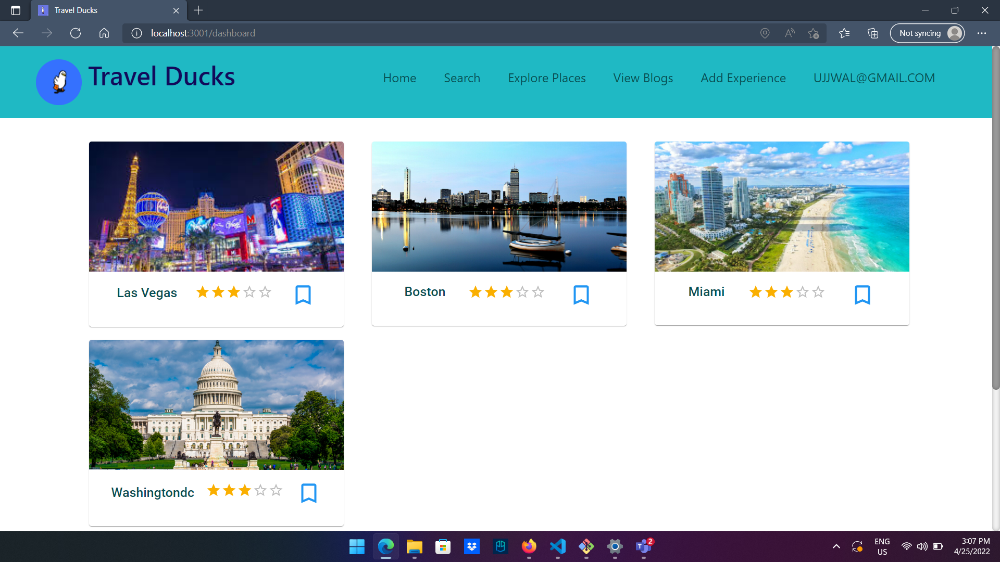 Travel Ducks
localhost:3001/dashboard
Not syncing
Travel Ducks
Home
Search
Explore Places
View Blogs
Add Experience
UJJWAL@GMAIL.COM
Las Vegas
Boston
Miami
Washingtondc
2
ENG
US
3:07 PM
4/25/2022